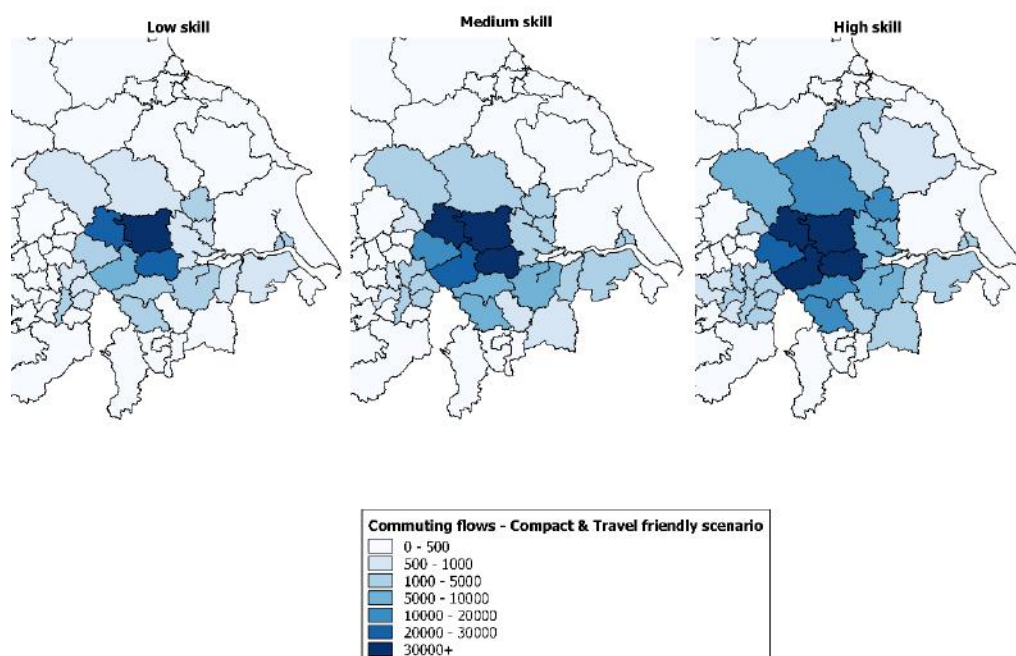 Low skill
Medium skill
High skill
Commuting flows - Compact & Travel friendly scenario
0 - 500
500 - 1000
1000 - 5000
5000 - 10000
10000 - 20000
20000 - 30000
30000+